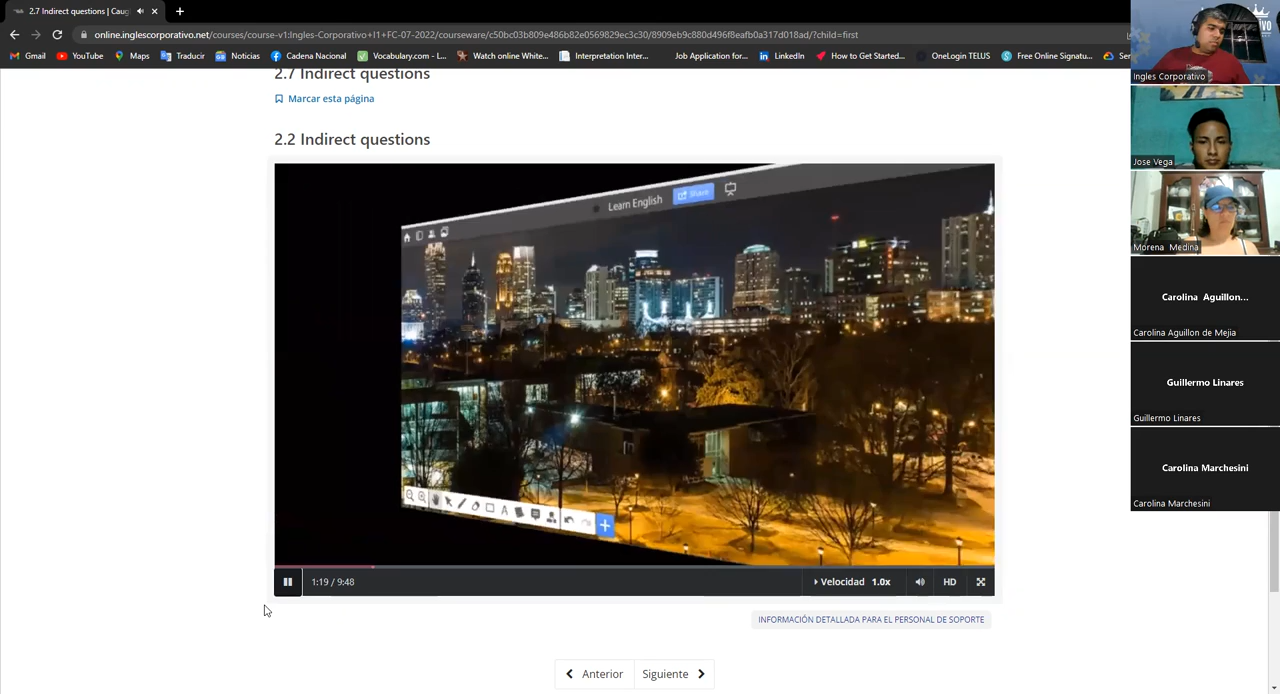 2.7 Indirect questions | Caug
online.inglescorporativo.net/courses/course-v1:Ingles-Corporativo+I1+FC-07-2022/courseware/c50bc03b809e486b82e0569829ec3c30/8909eb9c880d496f8eafb0a317d018ad/?child=first
Gmail YouTube Maps Traducir Noticias Cadena Nacional Vocabulary.com - L... Watch online White... Interpretation Inter... Job Application for... LinkedIn How to Get Started... OneLogin TELUS Free Online Signatu... Ser
2.7 Indirect questions
Marcar esta página
2.2 Indirect questions
Learn English Share
1:19 / 9:48 Velocidad 1.0x HD
INFORMACIÓN DETALLADA PARA EL PERSONAL DE SOPORTE
Anterior Siguiente
Ingles Corporativo
Jose Vega
Morena Medina
Carolina Aguillon...
Carolina Aguillon de Mejia
Guillermo Linares
Guillermo Linares
Carolina Marchesini
Carolina Marchesini